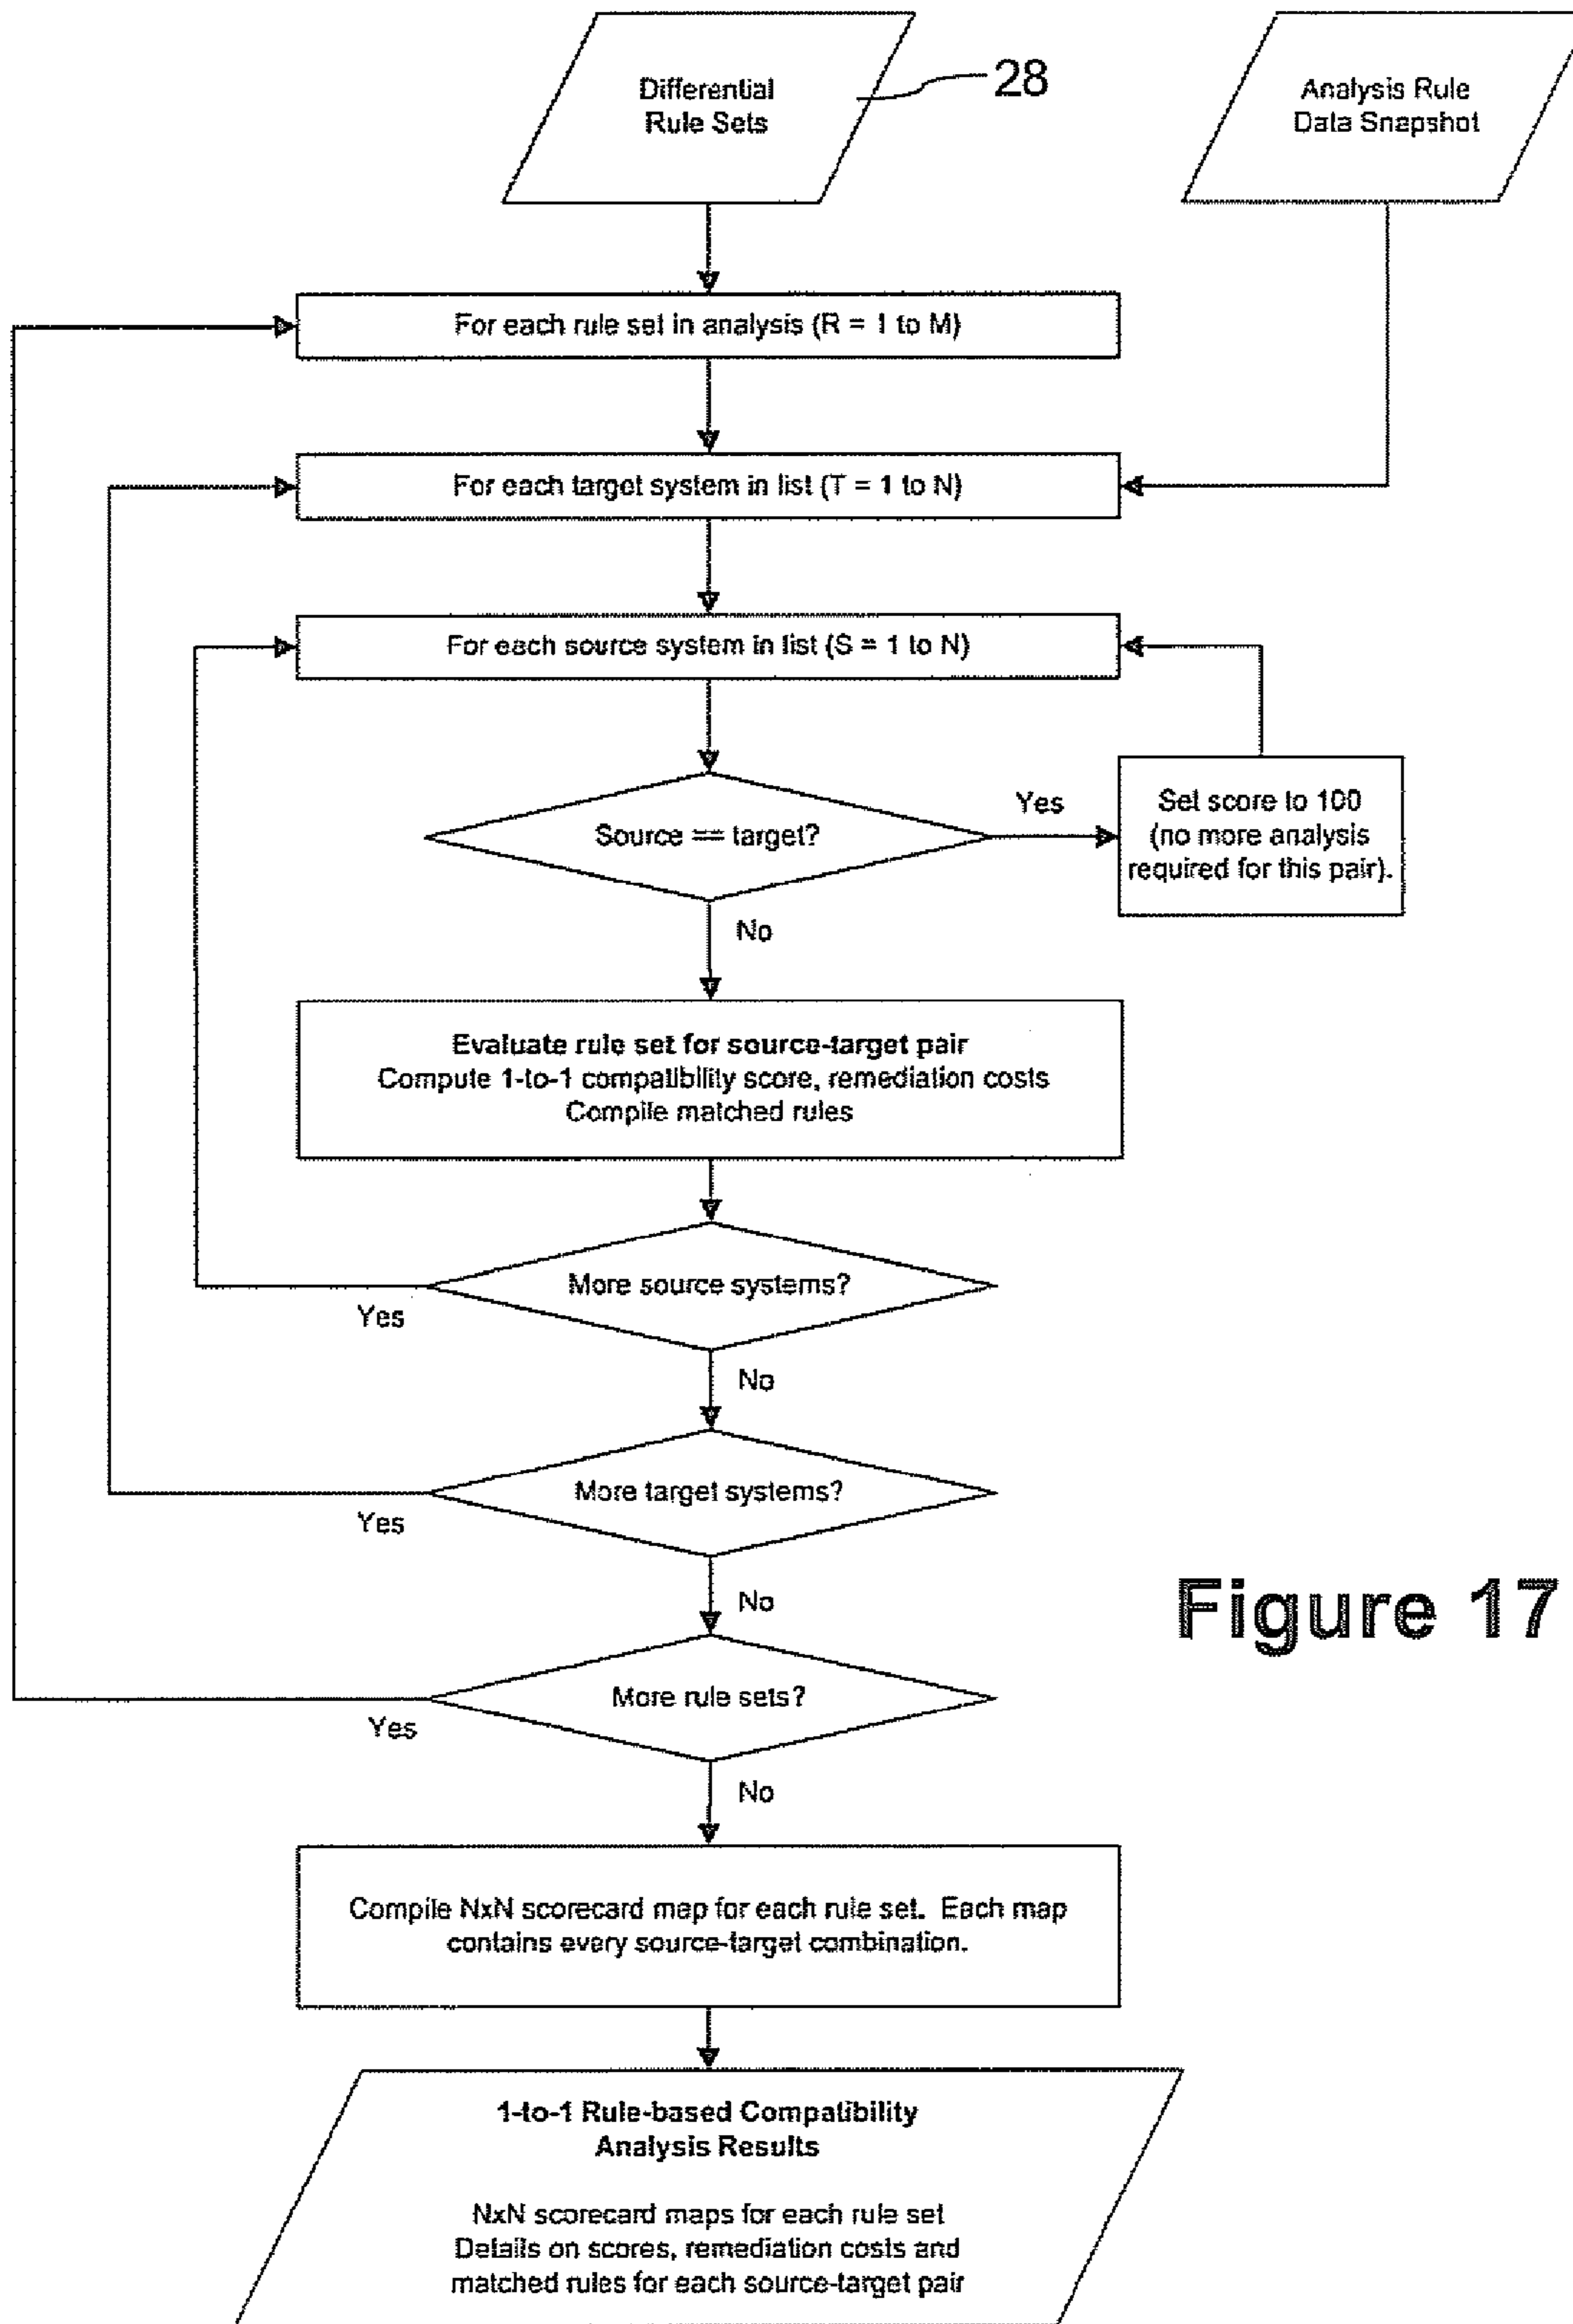 Differential
Rule Sets
28
Analysis Rule
Data Snapshot
For each rule set in analysis (R = 1 to M)
For each target system in list (T = 1 to N)
For each source system in list (S = 1 to N)
Source == target?
Yes
Set score to 100
(no more analysis
required for this pair).
No
Evaluate rule set for source-target pair
Compute 1-to-1 compatibility score, remediation costs
Compile matched rules
More source systems?
Yes
No
More target systems?
Yes
No
More rule sets?
Yes
No
Figure 17
Compile NxN scorecard map for each rule set. Each map
contains every source-target combination.
1-to-1 Rule-based Compatibility
Analysis Results
NxN scorecard maps for each rule set
Details on scores, remediation costs and
matched rules for each source-target pair